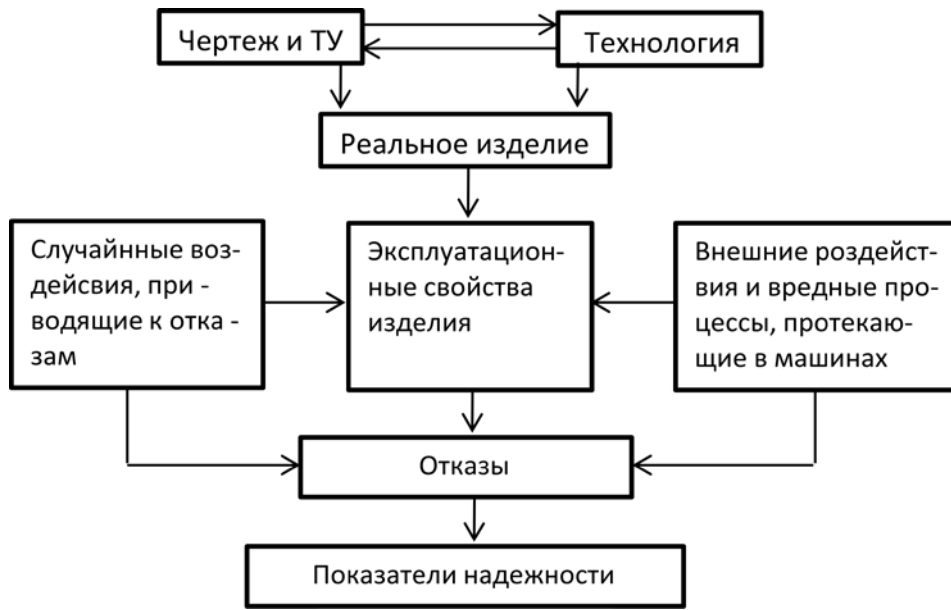 Чертеж и ТУ
Технология
Реальное изделие
Случайнные воз-
дейсвия, при -
водящие к отка -
зам
Эксплуатацион-
ные свойства
изделия
Внешние роздейст-
вия и вредные про-
цессы, протекаю-
щие в машинах
Отказы
Показатели надежности